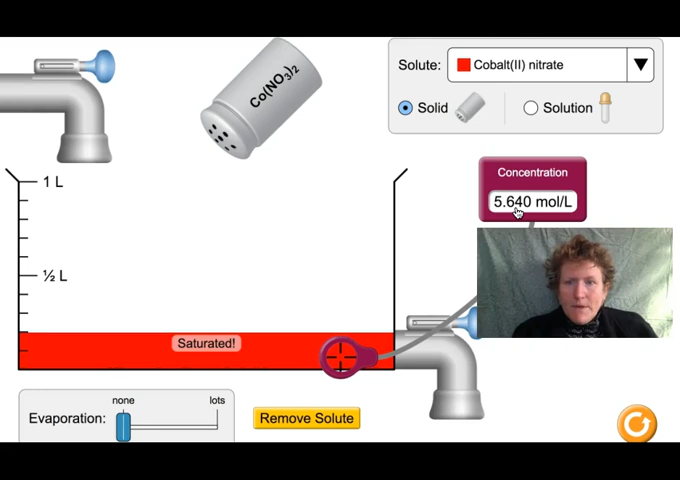 Co(NO3)2
Solute: Cobalt(II) nitrate
Solid Solution
Concentration
5.640 mol/L
1 L
½ L
Saturated!
none lots
Evaporation:
Remove Solute